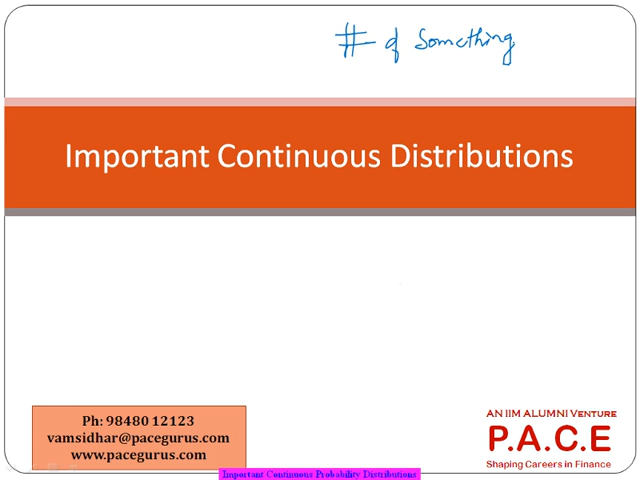 # of Something
Important Continuous Distributions
Ph: 98480 12123
vamsidhar@pacegurus.com
www.pacegurus.com
AN IIM ALUMNI VENTURE
P.A.C.E
Shaping Careers in Finance
Important Continuous Probability Distributions